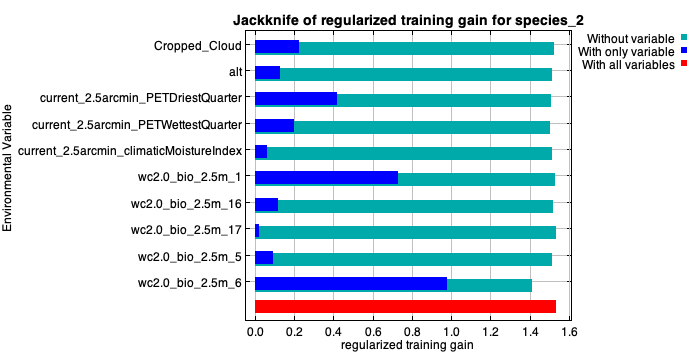 Jackknife of regularized training gain for species_2
Without variable
With only variable
With all variables
Environmental Variable
Cropped_Cloud
alt
current_2.5arcmin_PETDriestQuarter
current_2.5arcmin_PETWettestQuarter
current_2.5arcmin_climaticMoistureIndex
wc2.0_bio_2.5m_1
wc2.0_bio_2.5m_16
wc2.0_bio_2.5m_17
wc2.0_bio_2.5m_5
wc2.0_bio_2.5m_6
0.0 0.2 0.4 0.6 0.8 1.0 1.2 1.4 1.6
regularized training gain